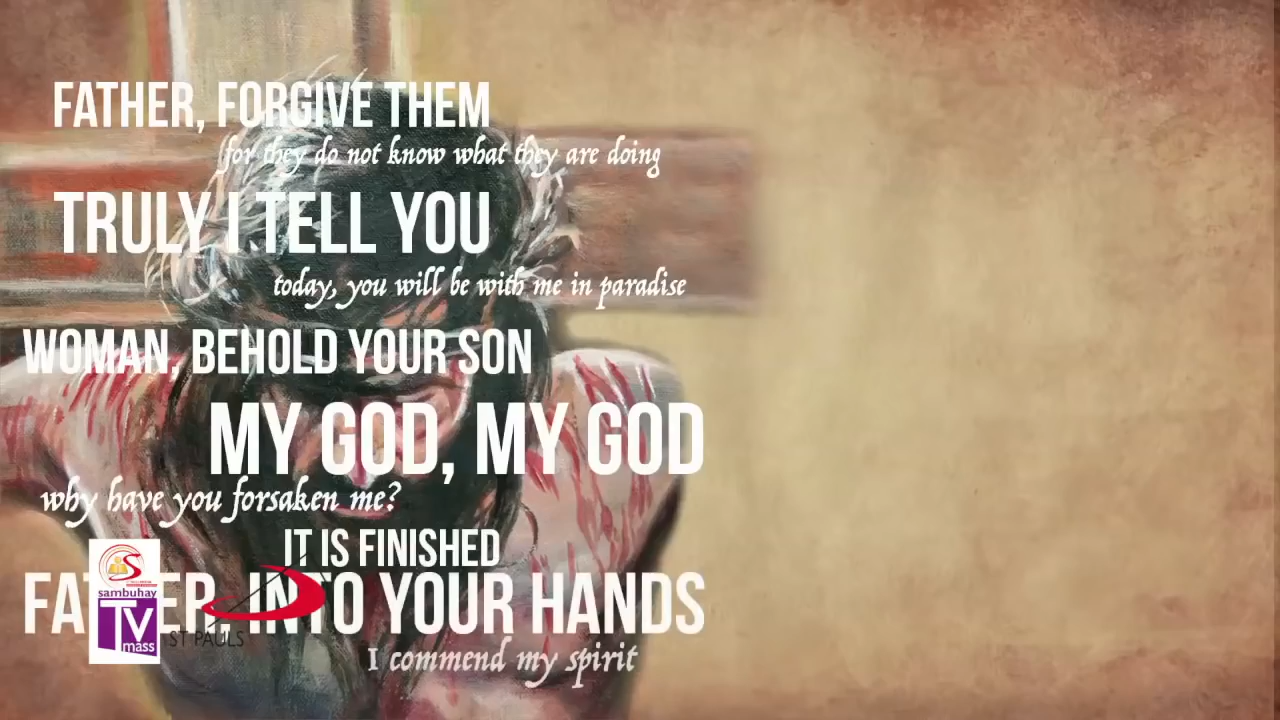 FATHER, FORGIVE THEM
for they do not know what they are doing
TRULY I TELL YOU
today, you will be with me in paradise
WOMAN, BEHOLD YOUR SON
MY GOD, MY GOD
why have you forsaken me?
IT IS FINISHED
FATHER, INTO YOUR HANDS
I commend my spirit
sambuhay
TV
mass
ST PAULS